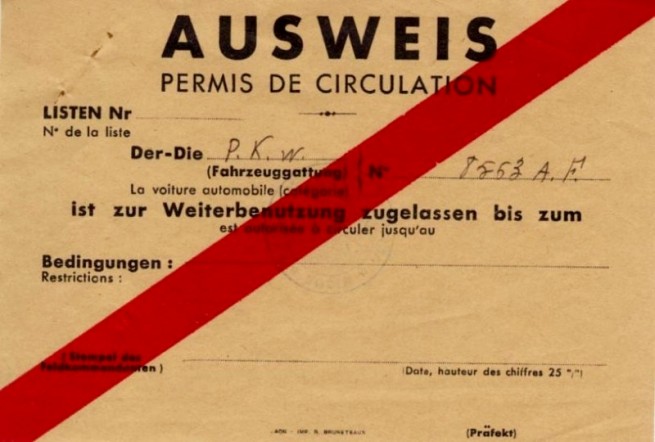 AUSWEIS
PERMIS DE CIRCULATION
LISTEN Nr
N° de la liste
Der-Die P.K.W.
(Fahrzeuggattung) N° A.F.
La voiture automobile (catégorie)
ist zur Weiterbenutzung zugelassen bis zum
est autorisée à circuler jusqu'au
Bedingungen :
Restrictions :
(Stempel des
Feldkommandanten)
(Date, hauteur des chiffres 25 "/")
(Präfekt)